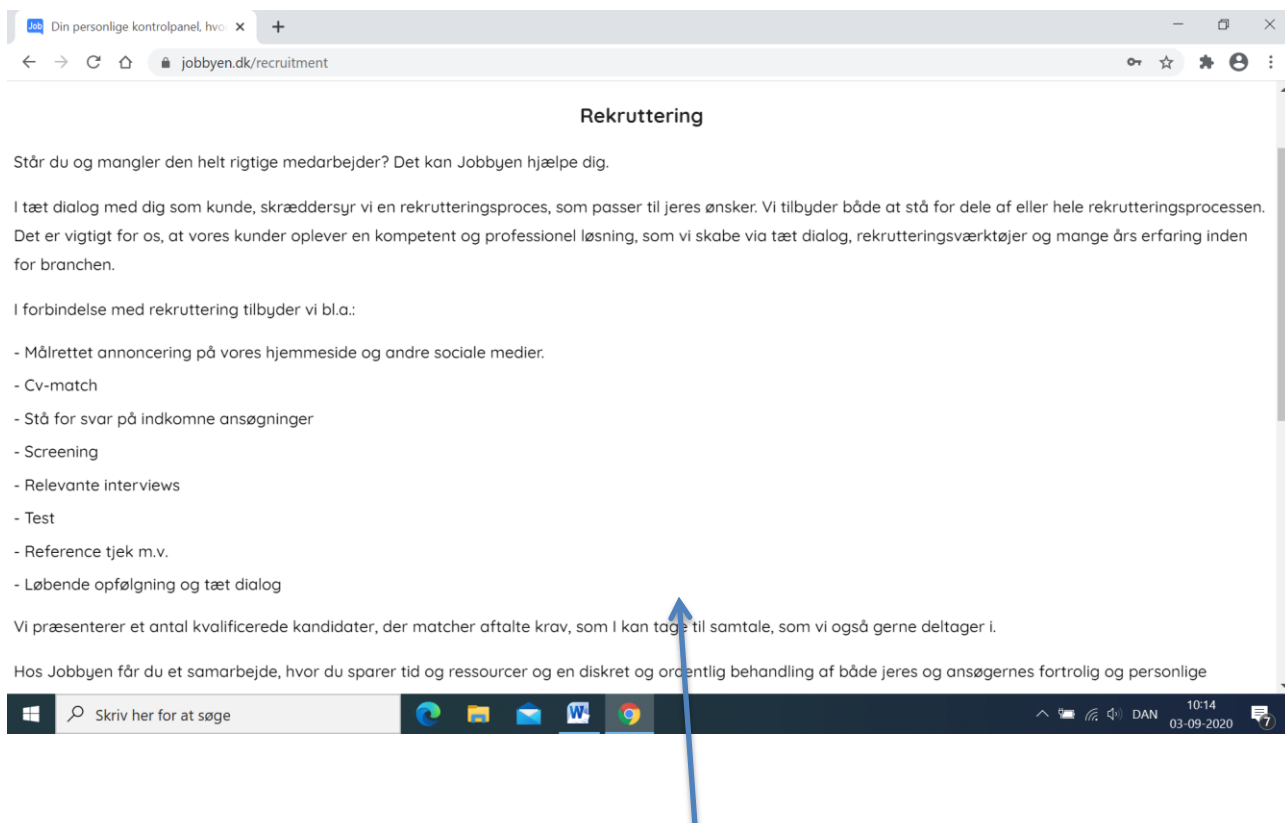 Din personlige kontrolpanel, hvo
jobbyen.dk/recruitment
Rekruttering
Står du og mangler den helt rigtige medarbejder? Det kan Jobbyen hjælpe dig.
I tæt dialog med dig som kunde, skræddersyr vi en rekrutteringsproces, som passer til jeres ønsker. Vi tilbyder både at stå for dele af eller hele rekrutteringsprocessen.
Det er vigtigt for os, at vores kunder oplever en kompetent og professionel løsning, som vi skabe via tæt dialog, rekrutteringsværktøjer og mange års erfaring inden
for branchen.
I forbindelse med rekruttering tilbyder vi bl.a.:
- Målrettet annoncering på vores hjemmeside og andre sociale medier.
- Cv-match
- Stå for svar på indkomne ansøgninger
- Screening
- Relevante interviews
- Test
- Reference tjek m.v.
- Løbende opfølgning og tæt dialog
Vi præsenterer et antal kvalificerede kandidater, der matcher aftalte krav, som I kan tage til samtale, som vi også gerne deltager i.
Hos Jobbyen får du et samarbejde, hvor du sparer tid og ressourcer og en diskret og ordentlig behandling af både jeres og ansøgernes fortrolig og personlige
Skriv her for at søge
DAN
10:14
03-09-2020
7